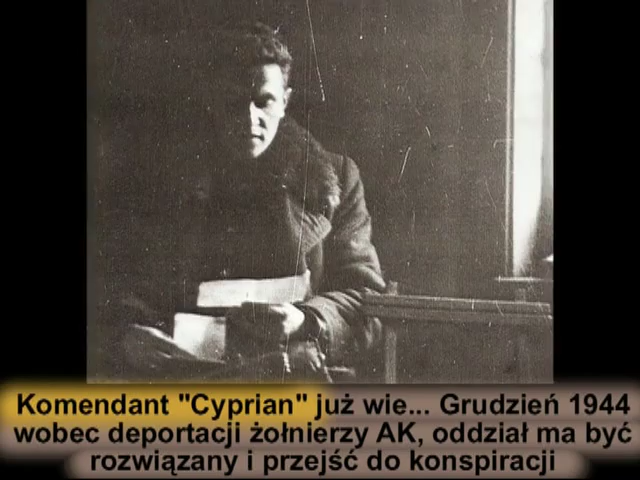 Komendant "Cyprian" już wie... Grudzień 1944
wobec deportacji żołnierzy AK, oddział ma być
rozwiązany i przejść do konspiracji